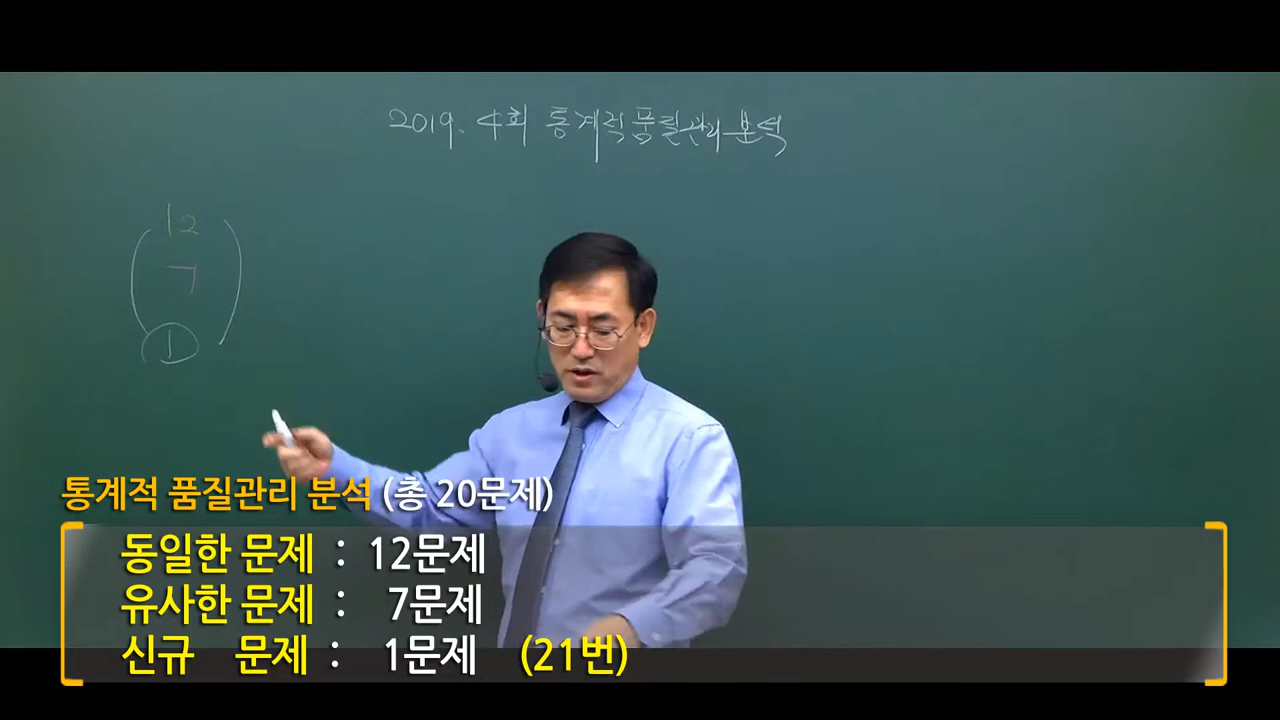 2019. 4회 통계적품질관리분석
12
7
1
통계적 품질관리 분석 (총 20문제)
동일한 문제 : 12문제
유사한 문제 : 7문제
신규 문제 : 1문제 (21번)